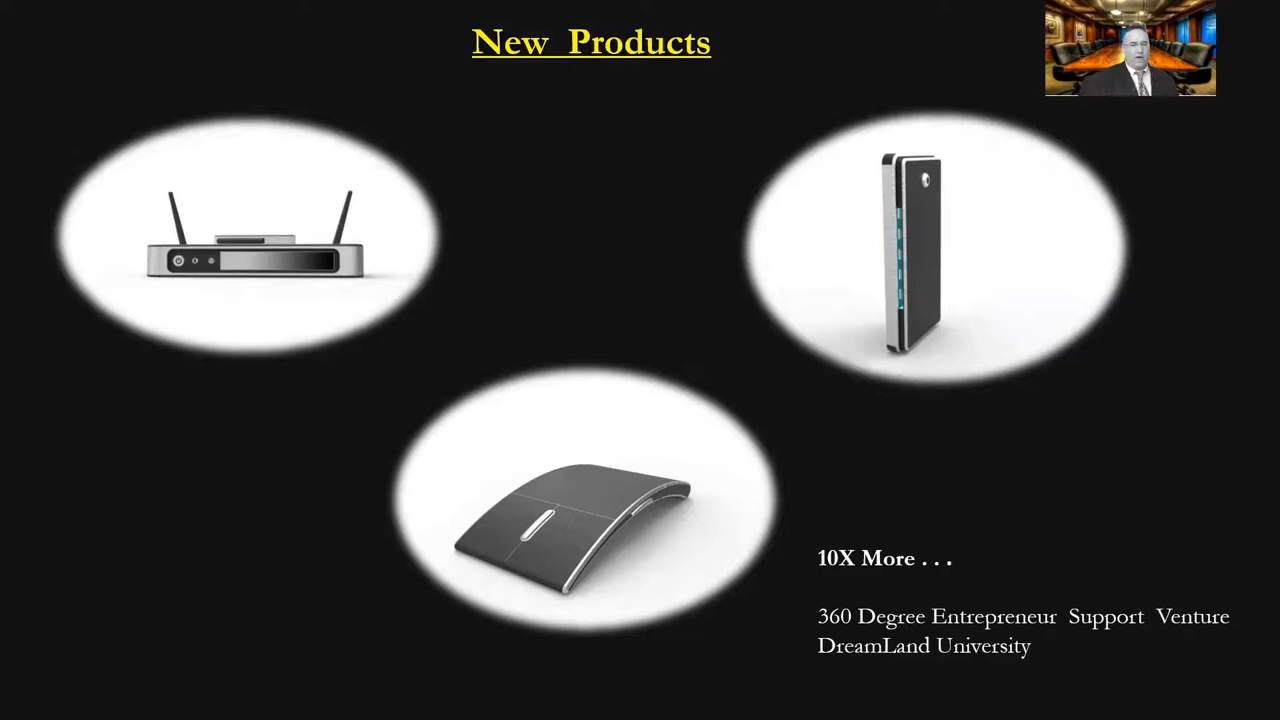 New Products
10X More . . .
360 Degree Entrepreneur Support Venture
DreamLand University